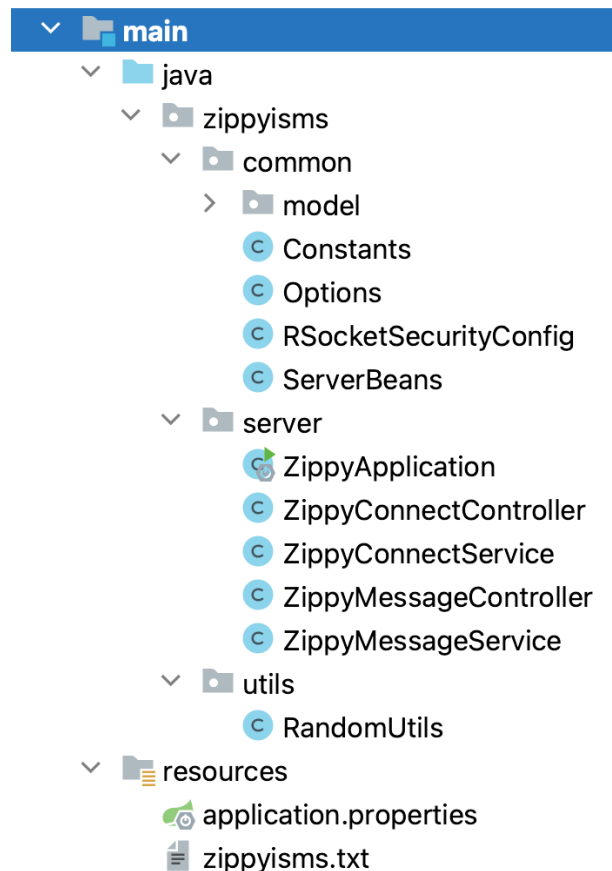 main
java
zippyisms
common
model
C Constants
C Options
C RSocketSecurityConfig
C ServerBeans
server
C ZippyApplication
C ZippyConnectController
C ZippyConnectService
C ZippyMessageController
C ZippyMessageService
utils
C RandomUtils
resources
application.properties
zippyisms.txt